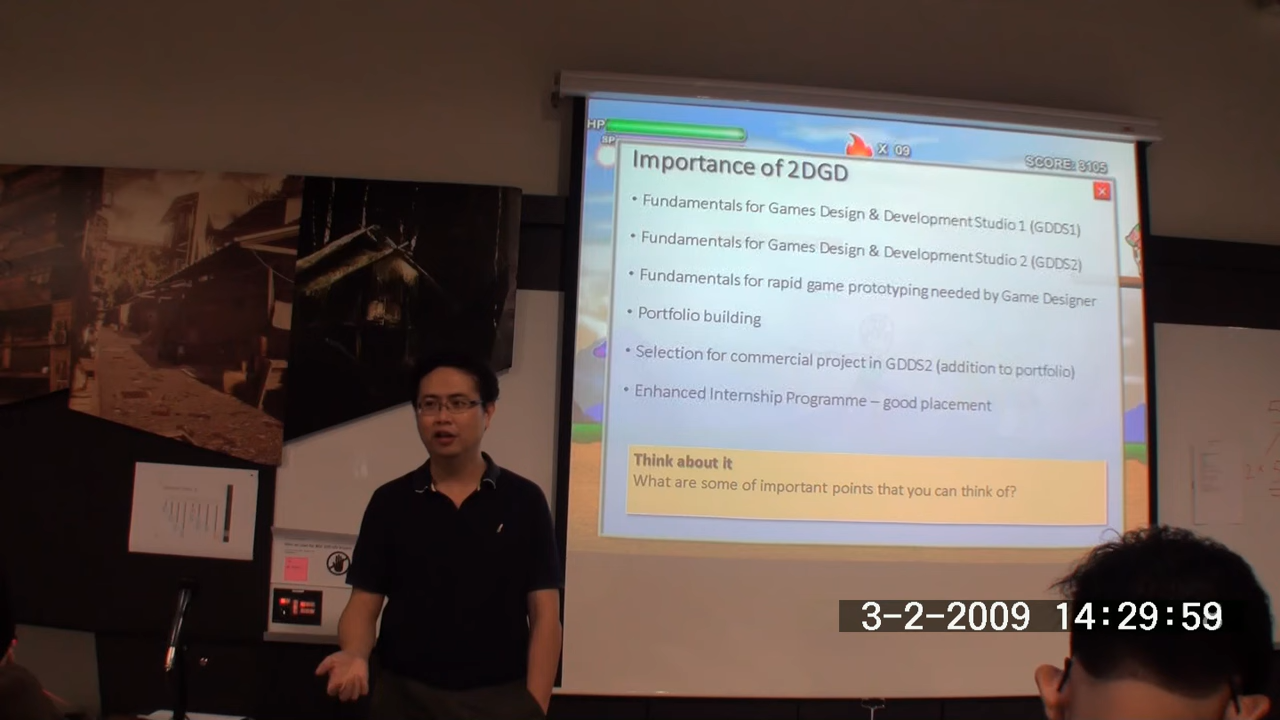 HP
SP
X 09
SCORE: 3105
Importance of 2DGD
• Fundamentals for Games Design & Development Studio 1 (GDDS1)
• Fundamentals for Games Design & Development Studio 2 (GDDS2)
• Fundamentals for rapid game prototyping needed by Game Designer
• Portfolio building
• Selection for commercial project in GDDS2 (addition to portfolio)
• Enhanced Internship Programme – good placement
Think about it
What are some of important points that you can think of?
3-2-2009 14:29:59